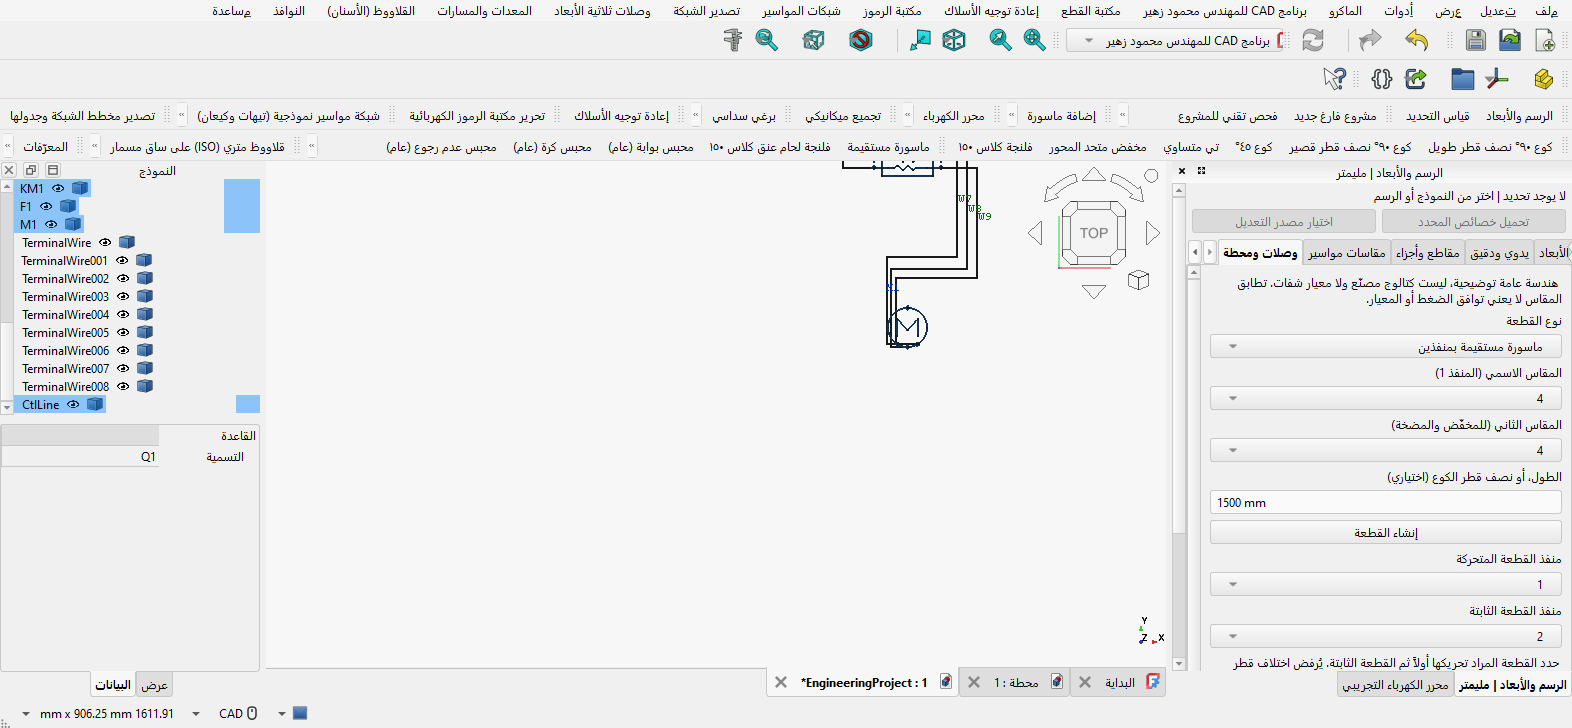 ملف تعديل عرض أدوات الماكرو برنامج CAD للمهندس محمود زهير مكتبة القطع إعادة توجيه الأسلاك مكتبة الرموز شبكات المواسير تصدير الشبكة وصلات ثلاثية الأبعاد المعدات والمسارات القلاووظ (الأسنان) النوافذ مساعدة
برنامج CAD للمهندس محمود زهير
الرسم والأبعاد قياس التحديد مشروع فارغ جديد فحص تقني للمشروع إضافة ماسورة محرر الكهرباء تجميع ميكانيكي برغي سداسي إعادة توجيه الأسلاك تحرير مكتبة الرموز الكهربائية شبكة مواسير نموذجية (تيهات وكيعان) تصدير مخطط الشبكة وجدولها
كوع ٩٠° نصف قطر طويل كوع ٩٠° نصف قطر قصير كوع ٤٥° تي متساوي مخفض متحد المحور فلنجة كلاس ١٥٠ ماسورة مستقيمة فلنجة لحام عنق كلاس ١٥٠ محبس بوابة (عام) محبس كرة (عام) محبس عدم رجوع (عام) قلاووظ متري (ISO) على ساق مسمار المعرّفات
النموذج
KM1
F1
M1
TerminalWire
TerminalWire001
TerminalWire002
TerminalWire003
TerminalWire004
TerminalWire005
TerminalWire006
TerminalWire007
TerminalWire008
CtlLine
القاعدة
التسمية Q1
عرض البيانات
W7
W8
W9
M
TOP
Y
Z X
الرسم والأبعاد | مليمتر
لا يوجد تحديد | اختر من النموذج أو الرسم
تحميل خصائص المحدد اختيار مصدر التعديل
الأبعاد يدوي ودقيق مقاطع وأجزاء مقاسات مواسير وصلات ومحطة
هندسة عامة توضيحية، ليست كتالوج مصنّع ولا معيار شفات. تطابق
المقاس لا يعني توافق الضغط أو المعيار.
نوع القطعة
ماسورة مستقيمة بمنفذين
المقاس الاسمي (المنفذ 1)
4
المقاس الثاني (للمخفّض والمضخة)
4
الطول، أو نصف قطر الكوع (اختياري)
1500 mm
إنشاء القطعة
منفذ القطعة المتحركة
1
منفذ القطعة الثابتة
2
حدد القطعة المراد تحريكها أولاً ثم القطعة الثابتة. يُرفض اختلاف قطر
الرسم والأبعاد | مليمتر محرر الكهرباء التجريبي
البداية محطة : 1 EngineeringProject : 1*
CAD 1611.91 mm x 906.25 mm